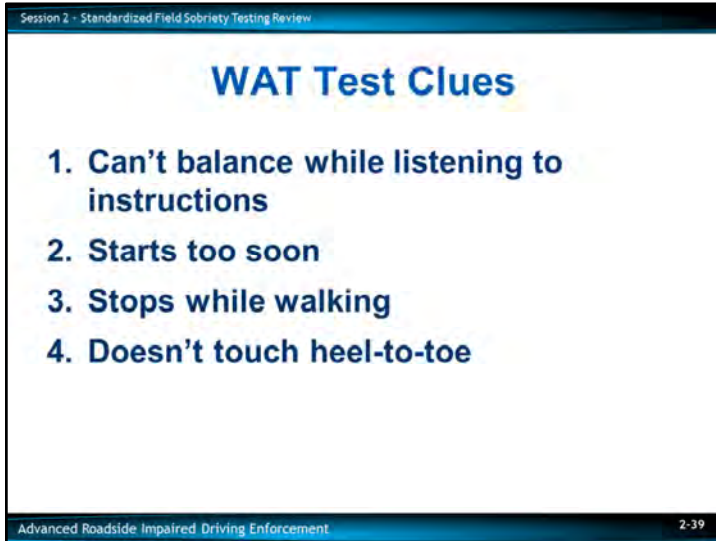 Session 2 - Standardized Field Sobriety Testing Review
WAT Test Clues
1. Can't balance while listening to
instructions
2. Starts too soon
3. Stops while walking
4. Doesn't touch heel-to-toe
Advanced Roadside Impaired Driving Enforcement 2-39